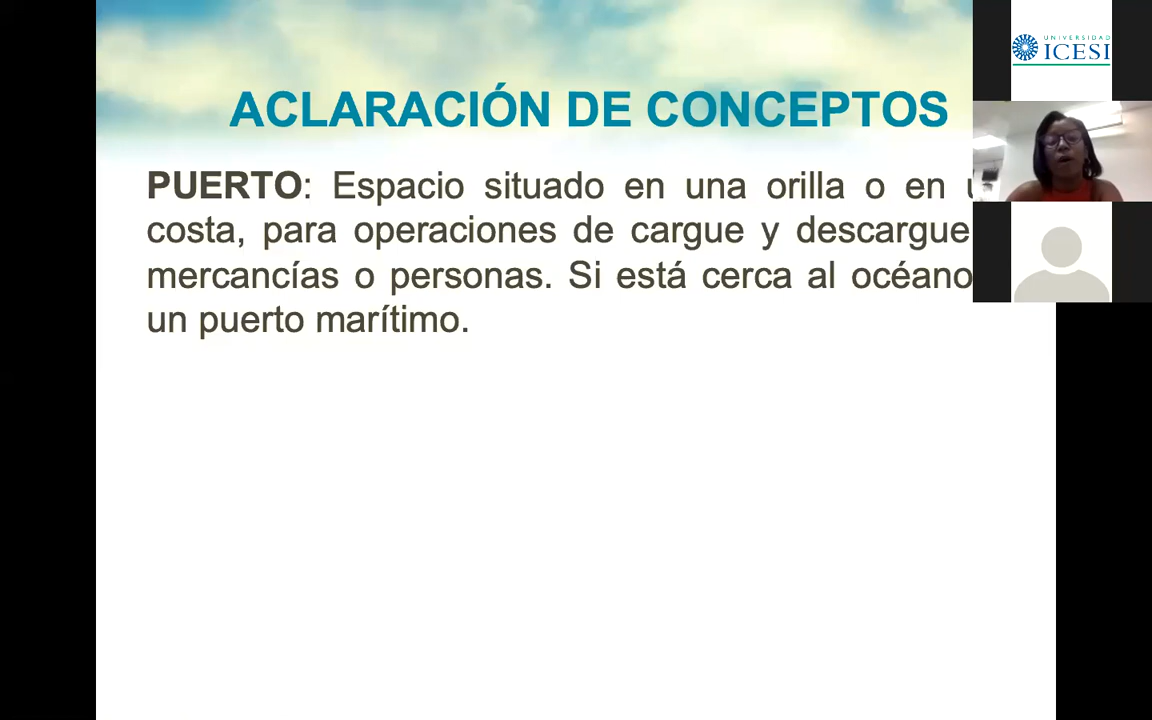 ACLARACIÓN DE CONCEPTOS
PUERTO: Espacio situado en una orilla o en
costa, para operaciones de cargue y descargue
mercancías o personas. Si está cerca al océano
un puerto marítimo.
UNIVERSIDAD
ICESI